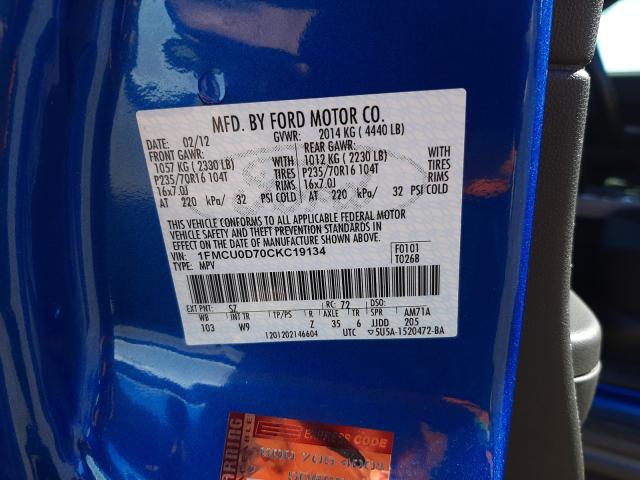 MFD. BY FORD MOTOR CO.
DATE: 02/12 GVWR: 2014 KG ( 4440 LB)
FRONT GAWR: REAR GAWR:
1057 KG ( 2330 LB) WITH 1012 KG ( 2230 LB) WITH
P235/70R16 104T TIRES P235/70R16 104T TIRES
16x7.0J RIMS 16x7.0J RIMS
AT 220 kPa/ 32 PSI COLD AT 220 kPa/ 32 PSI COLD
THIS VEHICLE CONFORMS TO ALL APPLICABLE FEDERAL MOTOR
VEHICLE SAFETY AND THEFT PREVENTION STANDARDS IN
EFFECT ON THE DATE OF MANUFACTURE SHOWN ABOVE.
VIN: 1FMCU0D70CKC19134 F0101
TYPE: MPV T0268
EXT PNT: SZ RC: 72 DSO:
WB INT TR TP/PS R AXLE TR SPR AM71A
103 W9 Z 35 6 JJDD 205
1201202146604 UTC 5U5A-1520472-BA
WARNING
EXPRESS CODE